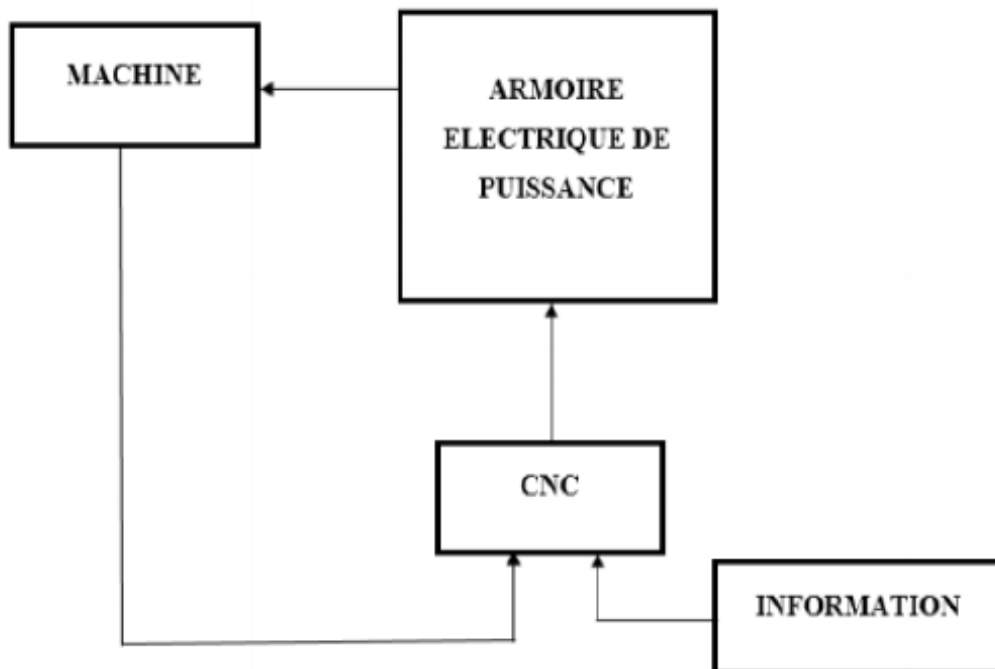 MACHINE
ARMOIRE
ELECTRIQUE DE
PUISSANCE
CNC
INFORMATION